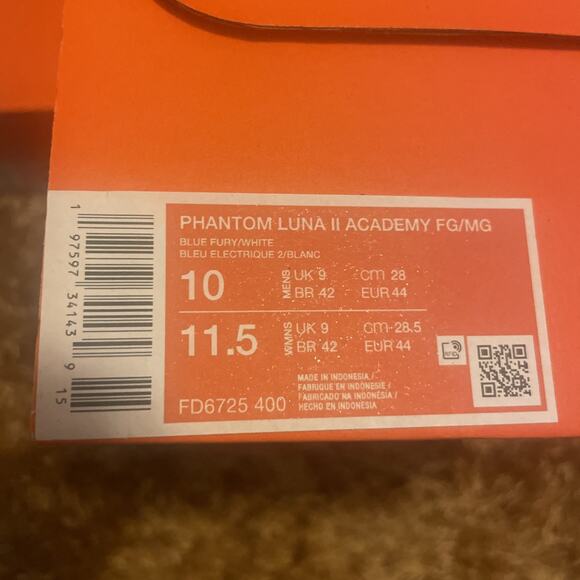 PHANTOM LUNA II ACADEMY FG/MG
BLUE FURY/WHITE
BLEU ELECTRIQUE 2/BLANC
10 MENS UK 9 CM 28
BR 42 EUR 44
11.5 WMNS UK 9 CM 28.5
BR 42 EUR 44
RFID
MADE IN INDONESIA /
FABRIQUE EN INDONESIE /
FABRICADO NA INDONÉSIA /
HECHO EN INDONESIA
FD6725 400
1 97597 34143 9 15